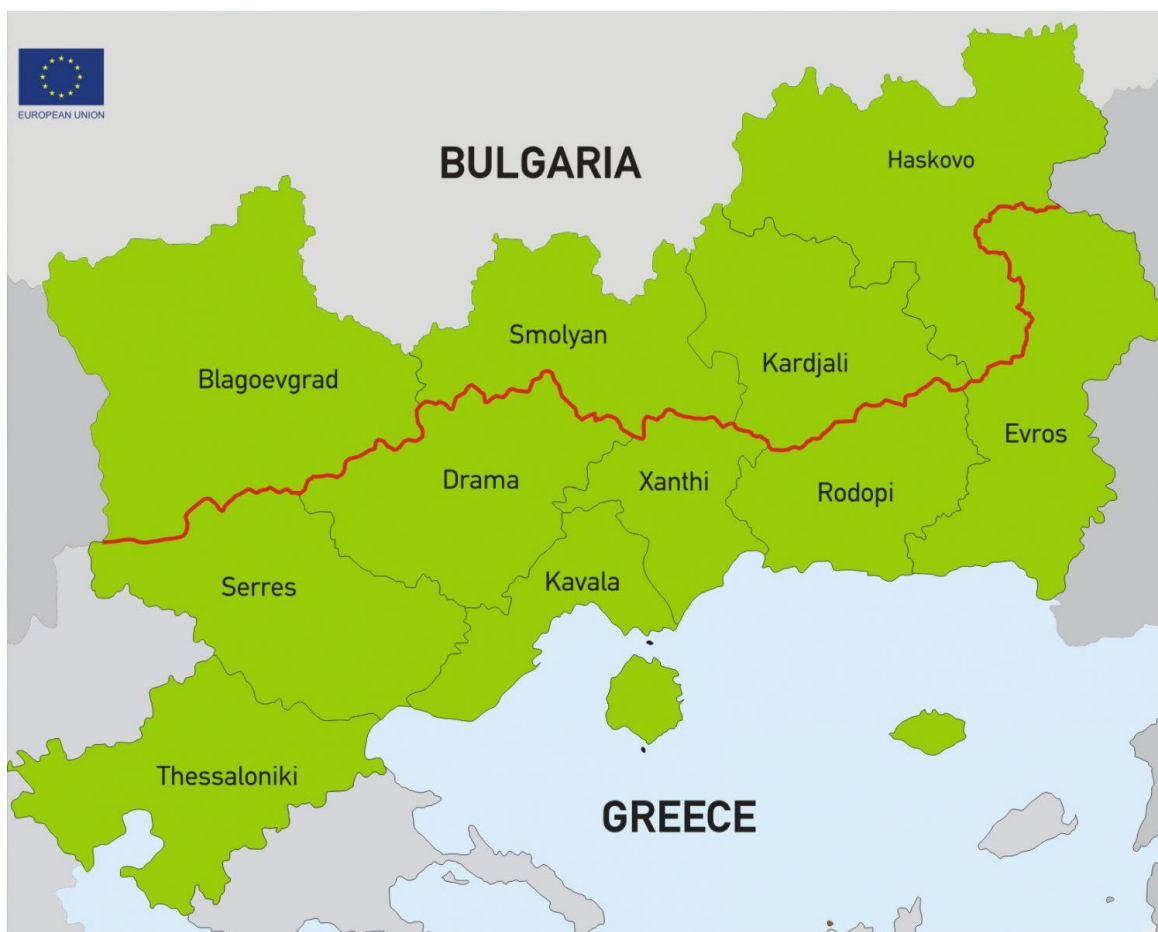 EUROPEAN UNION
BULGARIA
Haskovo
Smolyan
Kardjali
Blagoevgrad
Evros
Drama
Xanthi
Rodopi
Serres
Kavala
Thessaloniki
GREECE